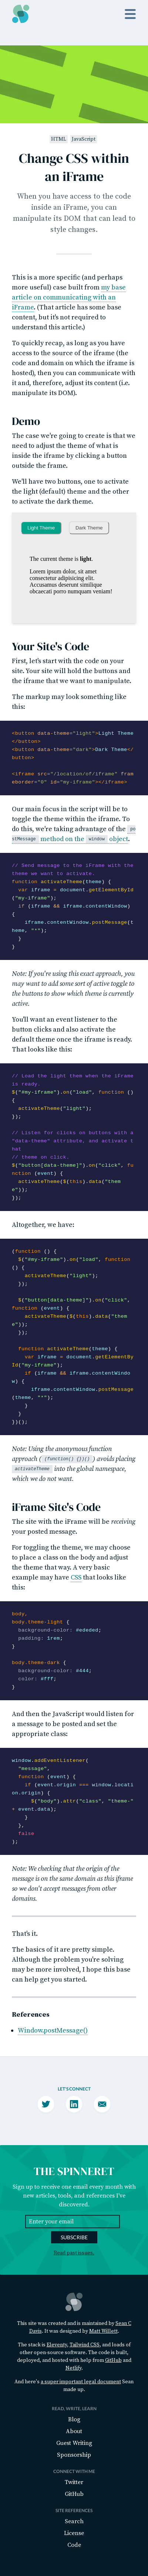 HTML JavaScript
Change CSS within
an iFrame
When you have access to the code
inside an iFrame, you can
manipulate its DOM that can lead to
style changes.
This is a more specific (and perhaps
more useful) case built from my base
article on communicating with an
iFrame. (That article has some base
content, but it's not required to
understand this article.)
To quickly recap, as long as you have
access to the source of the iframe (the
code and domain on which the iframe is
hosted), then you can communicate with
it and, therefore, adjust its content (i.e.
manipulate its DOM).
Demo
The case we're going to create is that we
want to adjust the theme of what is
inside the iframe by clicking a button
outside the frame.
We'll have two buttons, one to activate
the light (default) theme and the other
to activate the dark theme.
Light Theme Dark Theme
The current theme is light.
Lorem ipsum dolor, sit amet
consectetur adipisicing elit.
Accusamus deserunt similique
obcaecati porro numquam veniam!
Your Site's Code
First, let's start with the code on your
site. Your site will hold the buttons and
the iframe that we want to manipulate.
The markup may look something like
this:
<button data-theme="light">Light Theme
</button>
<button data-theme="dark">Dark Theme</
button>
<iframe src="/location/of/iframe" fram
eborder="0" id="my-iframe"></iframe>
Our main focus in the script will be to
toggle the theme within the iframe. To
do this, we're taking advantage of the po
stMessage method on the window object.
// Send message to the iframe with the
theme we want to activate.
function activateTheme(theme) {
var iframe = document.getElementById
("my-iframe");
if (iframe && iframe.contentWindow)
{
iframe.contentWindow.postMessage(t
heme, "*");
}
}
Note: If you're using this exact approach, you
may want to add some sort of active toggle to
the buttons to show which theme is currently
active.
You'll want an event listener to the
button clicks and also activate the
default theme once the iframe is ready.
That looks like this:
// Load the light them when the iFrame
is ready.
$("#my-iframe").on("load", function ()
{
activateTheme("light");
});
// Listen for clicks on buttons with a
"data-theme" attribute, and activate t
hat
// theme on click.
$("button[data-theme]").on("click", fu
nction (event) {
activateTheme($(this).data("them
e"));
});
Altogether, we have:
(function () {
$("#my-iframe").on("load", function
() {
activateTheme("light");
});
$("button[data-theme]").on("click",
function (event) {
activateTheme($(this).data("them
e"));
});
function activateTheme(theme) {
var iframe = document.getElementBy
Id("my-iframe");
if (iframe && iframe.contentWindo
w) {
iframe.contentWindow.postMessage
(theme, "*");
}
}
})();
Note: Using the anonymous function
approach ( (function() {})() ) avoids placing
activateTheme into the global namespace,
which we do not want.
iFrame Site's Code
The site with the iFrame will be receiving
your posted message.
For toggling the theme, we may choose
to place a class on the body and adjust
the theme that way. A very basic
example may have CSS that looks like
this:
body,
body.theme-light {
background-color: #ededed;
padding: 1rem;
}
body.theme-dark {
background-color: #444;
color: #fff;
}
And then the JavaScript would listen for
a message to be posted and set the
appropriate class:
window.addEventListener(
"message",
function (event) {
if (event.origin === window.locati
on.origin) {
$("body").attr("class", "theme-"
+ event.data);
}
},
false
);
Note: We're checking that the origin of the
message is on the same domain as this iframe
so we don't accept messages from other
domains.
That's it.
The basics of it are pretty simple.
Although the problem you're solving
may be more involved, I hope this base
can help get you started.
References
Window.postMessage()
LET'S CONNECT
THE SPINNERET
Sign up to receive one email every month with
new articles, tools, and references I've
discovered.
Enter your email
SUBSCRIBE
Read past issues.
This site was created and is maintained by Sean C
Davis. It was designed by Matt Willett.
The stack is Eleventy, Tailwind CSS, and lots of
other open-source software. The code is built,
deployed, and hosted with help from GitHub and
Netlify.
And here's a super important legal document Sean
made up.
READ, WRITE, LEARN
Blog
About
Guest Writing
Sponsorship
CONNECT WITH ME
Twitter
GitHub
SITE REFERENCES
Search
License
Code